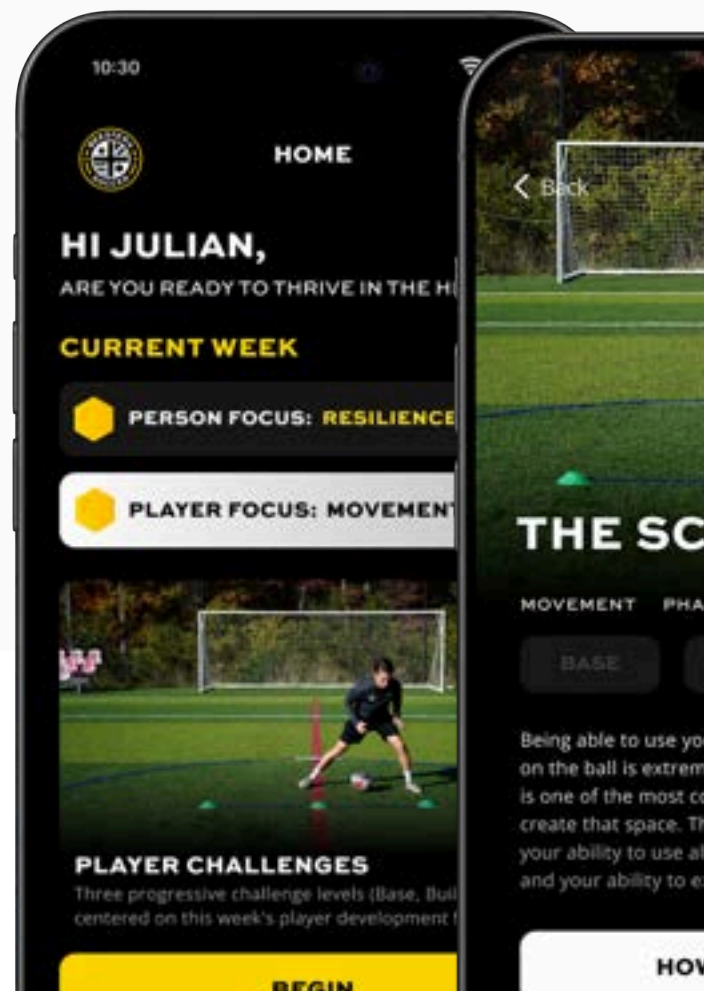 10:30
HOME
HI JULIAN,
ARE YOU READY TO THRIVE IN THE H
CURRENT WEEK
PERSON FOCUS: RESILIENCE
PLAYER FOCUS: MOVEMENT
PLAYER CHALLENGES
Three progressive challenge levels (Base, Buil
centered on this week's player development
BEGIN
Back
THE SC
MOVEMENT PHA
BASE
Being able to use yo
on the ball is extrem
is one of the most co
create that space. Th
your ability to use al
and your ability to e
HOW